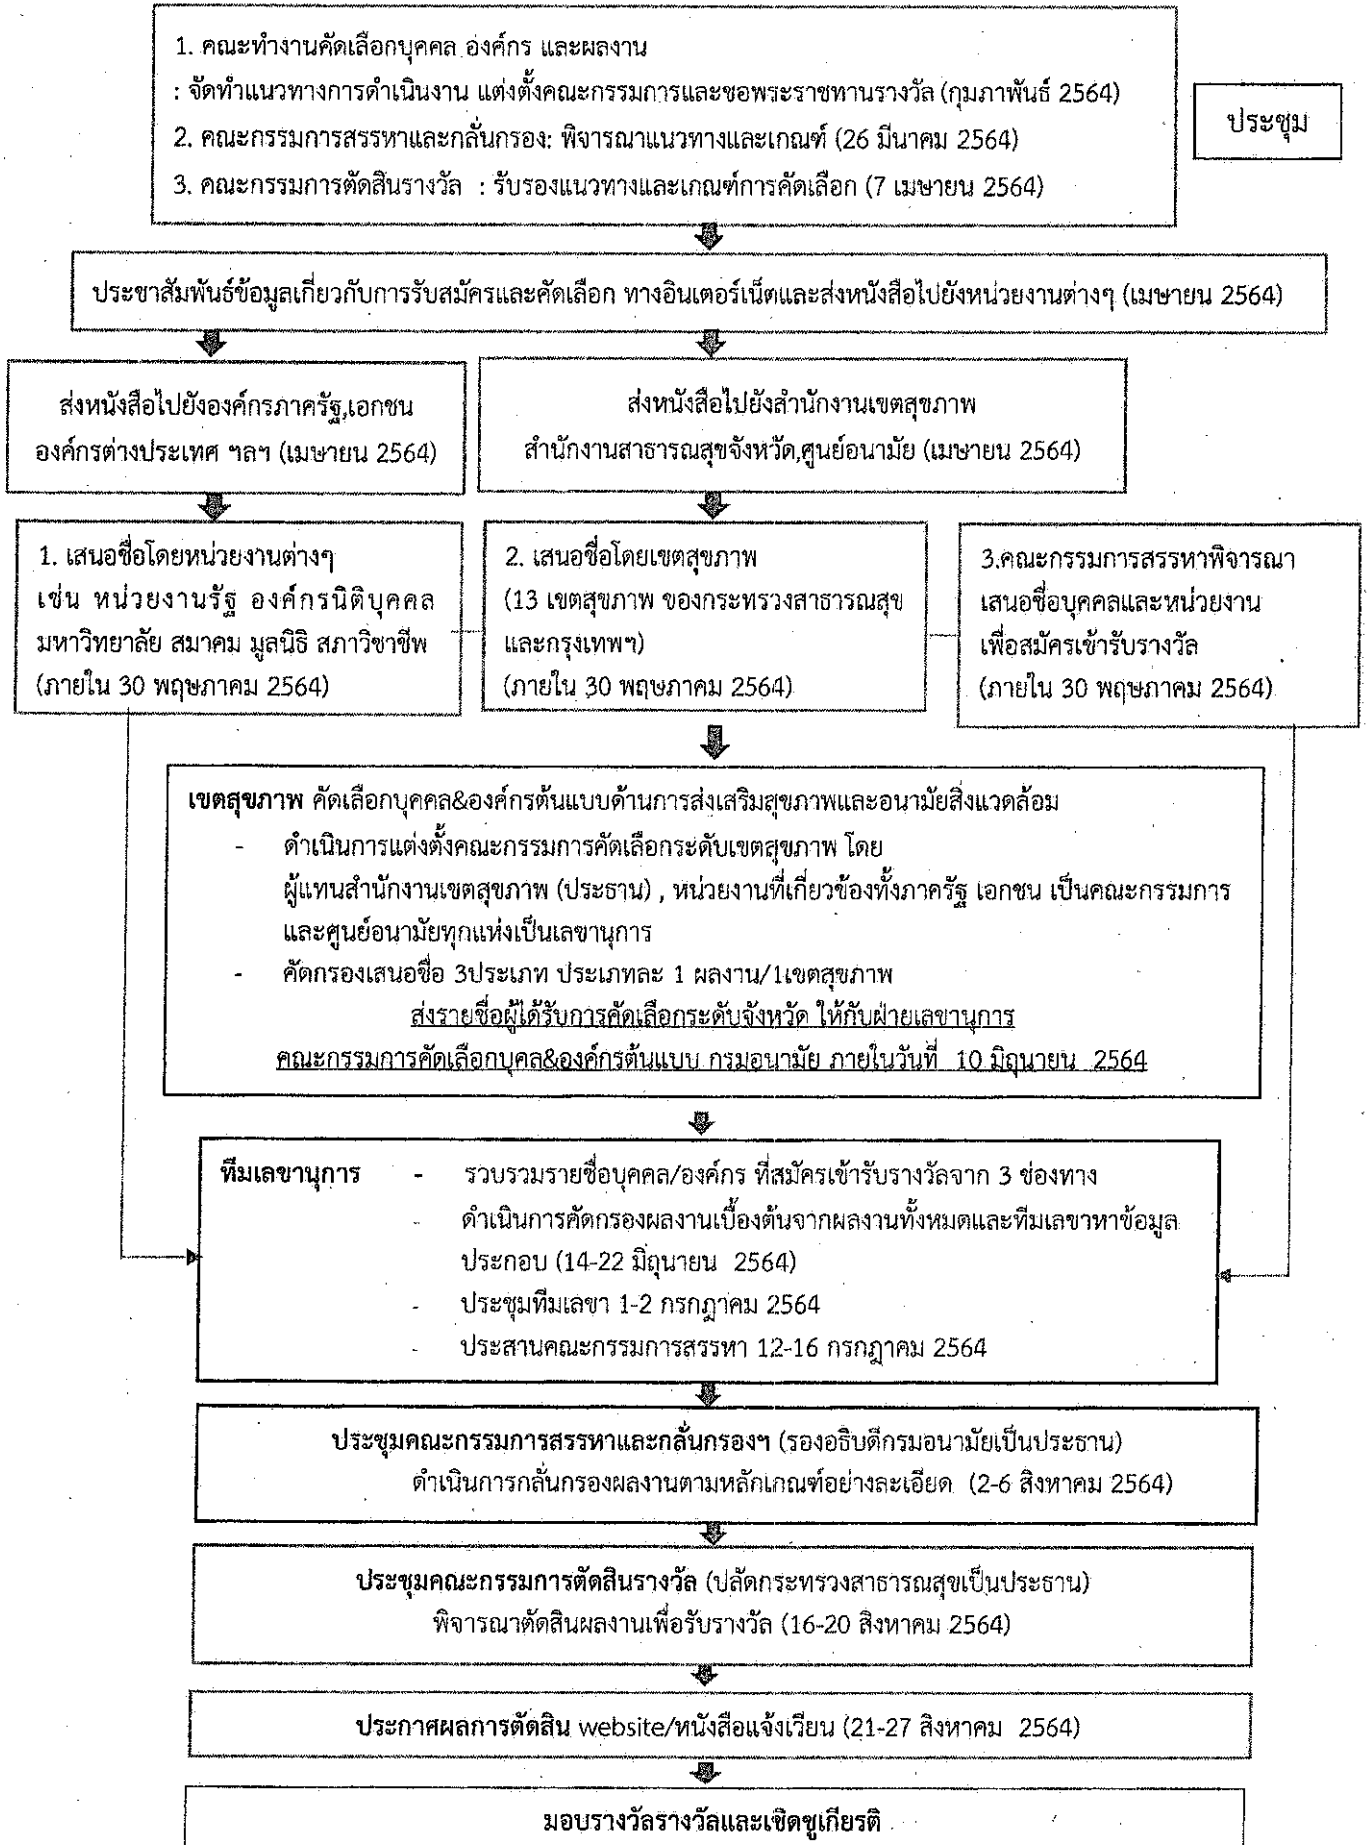 1. คณะทำงานคัดเลือกบุคคล องค์กร และผลงาน
: จัดทำแนวทางการดำเนินงาน แต่งตั้งคณะกรรมการและขอพระราชทานรางวัล (กุมภาพันธ์ 2564)
2. คณะกรรมการสรรหาและกลั่นกรอง: พิจารณาแนวทางและเกณฑ์ (26 มีนาคม 2564)
3. คณะกรรมการตัดสินรางวัล : รับรองแนวทางและเกณฑ์การคัดเลือก (7 เมษายน 2564)
ประชุม
ประชาสัมพันธ์ข้อมูลเกี่ยวกับการรับสมัครและคัดเลือก ทางอินเตอร์เน็ตและส่งหนังสือไปยังหน่วยงานต่างๆ (เมษายน 2564)
ส่งหนังสือไปยังองค์กรภาครัฐ,เอกชน
องค์กรต่างประเทศ ฯลฯ (เมษายน 2564)
ส่งหนังสือไปยังสำนักงานเขตสุขภาพ
สำนักงานสาธารณสุขจังหวัด,ศูนย์อนามัย (เมษายน 2564)
1. เสนอชื่อโดยหน่วยงานต่างๆ
เช่น หน่วยงานรัฐ องค์กรนิติบุคคล
มหาวิทยาลัย สมาคม มูลนิธิ สภาวิชาชีพ
(ภายใน 30 พฤษภาคม 2564)
2. เสนอชื่อโดยเขตสุขภาพ
(13 เขตสุขภาพ ของกระทรวงสาธารณสุข
และกรุงเทพฯ)
(ภายใน 30 พฤษภาคม 2564)
3.คณะกรรมการสรรหาพิจารณา
เสนอชื่อบุคคลและหน่วยงาน
เพื่อสมัครเข้ารับรางวัล
(ภายใน 30 พฤษภาคม 2564)
เขตสุขภาพ คัดเลือกบุคคล&องค์กรต้นแบบด้านการส่งเสริมสุขภาพและอนามัยสิ่งแวดล้อม
- ดำเนินการแต่งตั้งคณะกรรมการคัดเลือกระดับเขตสุขภาพ โดย
ผู้แทนสำนักงานเขตสุขภาพ (ประธาน) , หน่วยงานที่เกี่ยวข้องทั้งภาครัฐ เอกชน เป็นคณะกรรมการ
และศูนย์อนามัยทุกแห่งเป็นเลขานุการ
- คัดกรองเสนอชื่อ 3ประเภท ประเภทละ 1 ผลงาน/1เขตสุขภาพ
ส่งรายชื่อผู้ได้รับการคัดเลือกระดับจังหวัด ให้กับฝ่ายเลขานุการ
คณะกรรมการคัดเลือกบุคล&องค์กรต้นแบบ กรมอนามัย ภายในวันที่ 10 มิถุนายน 2564
ทีมเลขานุการ - รวบรวมรายชื่อบุคคล/องค์กร ที่สมัครเข้ารับรางวัลจาก 3 ช่องทาง
- ดำเนินการคัดกรองผลงานเบื้องต้นจากผลงานทั้งหมดและทีมเลขาหาข้อมูล
ประกอบ (14-22 มิถุนายน 2564)
- ประชุมทีมเลขา 1-2 กรกฎาคม 2564
- ประสานคณะกรรมการสรรหา 12-16 กรกฎาคม 2564
ประชุมคณะกรรมการสรรหาและกลั่นกรองฯ (รองอธิบดีกรมอนามัยเป็นประธาน)
ดำเนินการกลั่นกรองผลงานตามหลักเกณฑ์อย่างละเอียด (2-6 สิงหาคม 2564)
ประชุมคณะกรรมการตัดสินรางวัล (ปลัดกระทรวงสาธารณสุขเป็นประธาน)
พิจารณาตัดสินผลงานเพื่อรับรางวัล (16-20 สิงหาคม 2564)
ประกาศผลการตัดสิน website/หนังสือแจ้งเวียน (21-27 สิงหาคม 2564)
มอบรางวัลรางวัลและเชิดชูเกียรติ